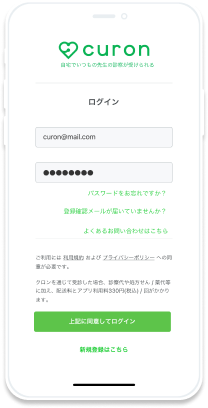 curon
自宅でいつもの先生の診察が受けられる
ログイン
curon@mail.com
●●●●●●●●
パスワードをお忘れですか？
登録確認メールが届いていませんか？
よくあるお問い合わせはこちら
ご利用には 利用規約 および プライバシーポリシー への同
意が必要です。
クロンを通じて受診した場合、診察代や処方せん / 薬代等
に加え、配送料とアプリ利用料330円(税込) / 回がかかり
ます。
上記に同意してログイン
新規登録はこちら